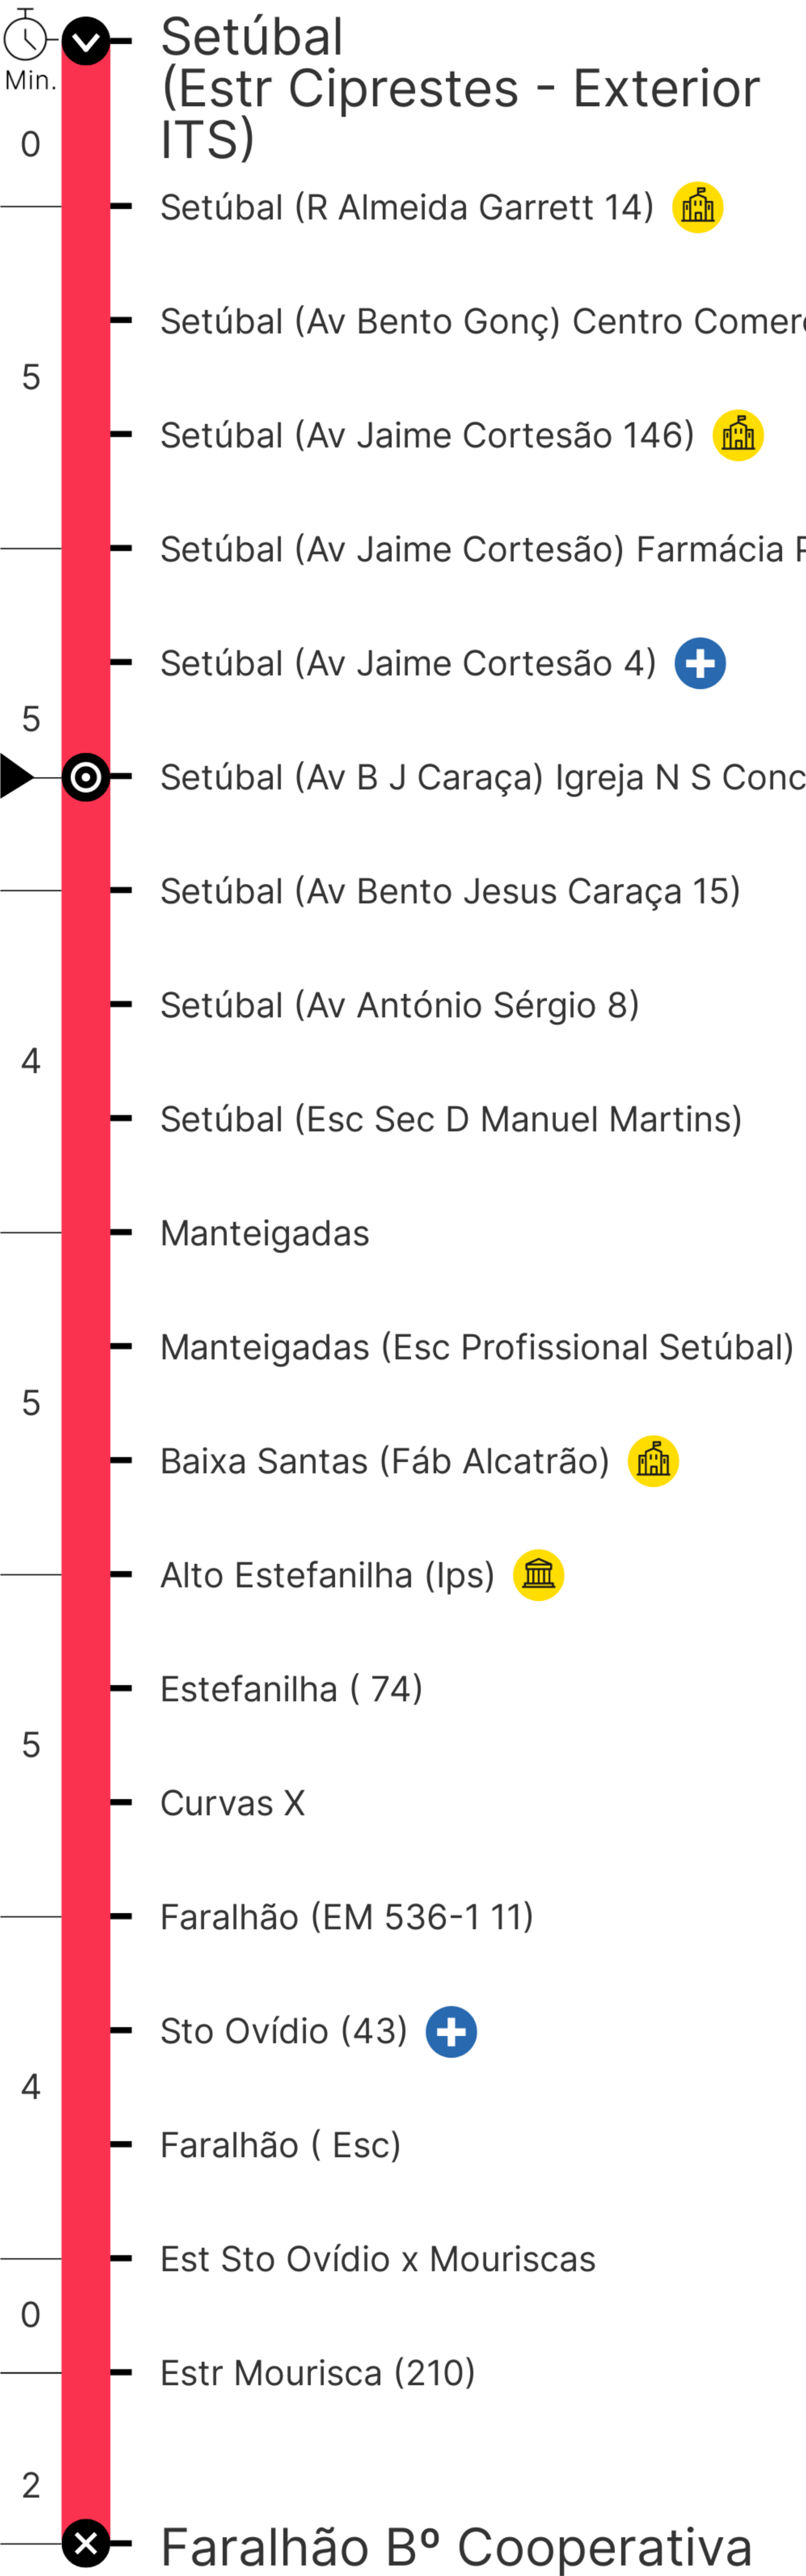 Setúbal
(Estr Ciprestes - Exterior
ITS)
Min.
0
Setúbal (R Almeida Garrett 14)
Setúbal (Av Bento Gonç) Centro
5
Setúbal (Av Jaime Cortesão 146)
Setúbal (Av Jaime Cortesão) Farmácia
Setúbal (Av Jaime Cortesão 4)
5
Setúbal (Av B J Caraça) Igreja N S Conc
Setúbal (Av Bento Jesus Caraça 15)
Setúbal (Av António Sérgio 8)
4
Setúbal (Esc Sec D Manuel Martins)
Manteigadas
Manteigadas (Esc Profissional Setúbal)
5
Baixa Santas (Fáb Alcatrão)
Alto Estefanilha (Ips)
Estefanilha ( 74)
5
Curvas X
Faralhão (EM 536-1 11)
Sto Ovídio (43)
4
Faralhão ( Esc)
Est Sto Ovídio x Mouriscas
0
Estr Mourisca (210)
2
Faralhão Bº Cooperativa